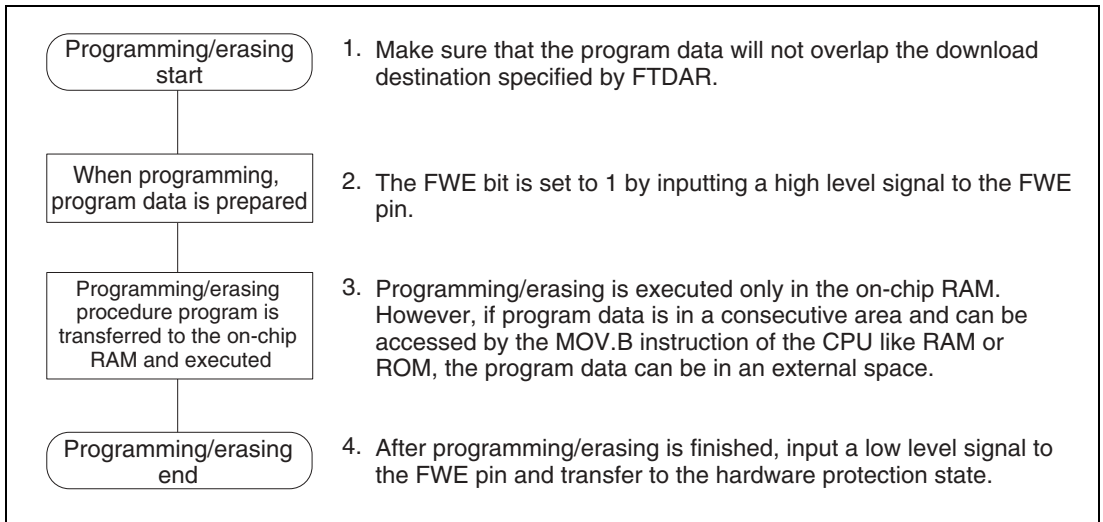 Programming/erasing
start
1. Make sure that the program data will not overlap the download
destination specified by FTDAR.
When programming,
program data is prepared
2. The FWE bit is set to 1 by inputting a high level signal to the FWE
pin.
Programming/erasing
procedure program is
transferred to the on-chip
RAM and executed
3. Programming/erasing is executed only in the on-chip RAM.
However, if program data is in a consecutive area and can be
accessed by the MOV.B instruction of the CPU like RAM or
ROM, the program data can be in an external space.
Programming/erasing
end
4. After programming/erasing is finished, input a low level signal to
the FWE pin and transfer to the hardware protection state.